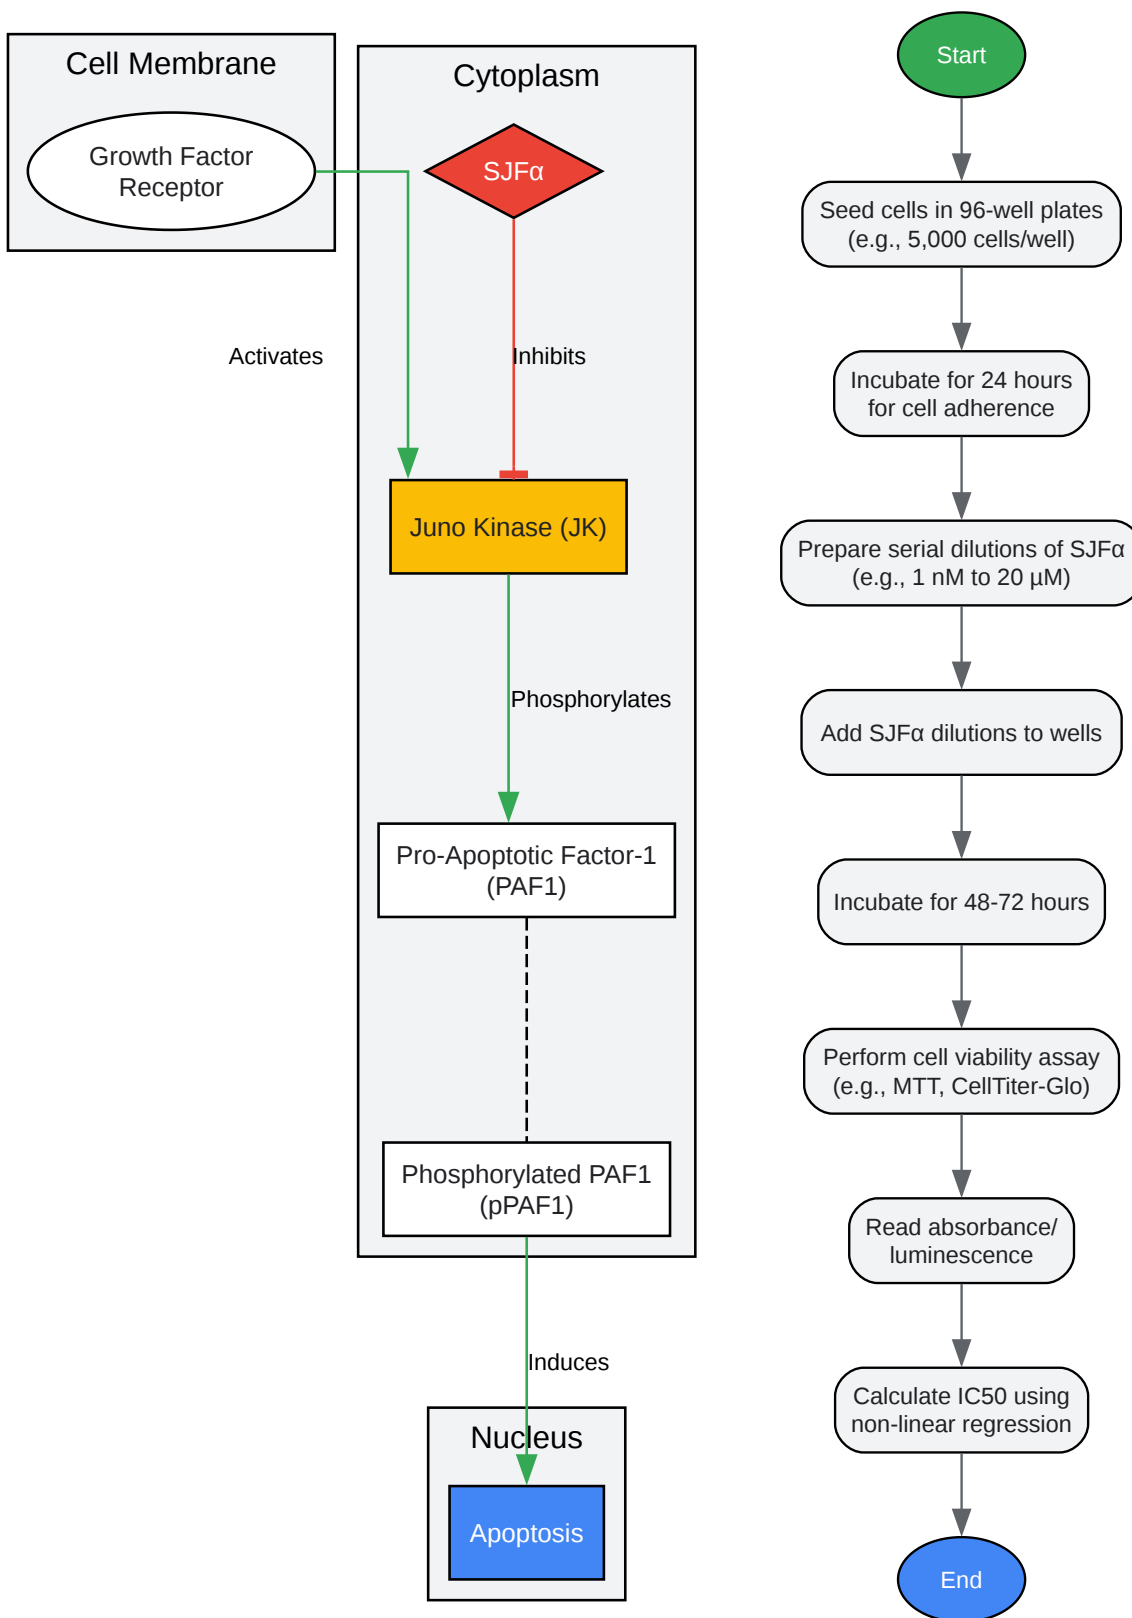 Cell Membrane
Growth Factor
Receptor
Cytoplasm
SJFα
Activates
Inhibits
Juno Kinase (JK)
Phosphorylates
Pro-Apoptotic Factor-1
(PAF1)
Phosphorylated PAF1
(pPAF1)
Induces
Nucleus
Apoptosis
Start
Seed cells in 96-well plates
(e.g., 5,000 cells/well)
Incubate for 24 hours
for cell adherence
Prepare serial dilutions of SJFα
(e.g., 1 nM to 20 µM)
Add SJFα dilutions to wells
Incubate for 48-72 hours
Perform cell viability assay
(e.g., MTT, CellTiter-Glo)
Read absorbance/
luminescence
Calculate IC50 using
non-linear regression
End